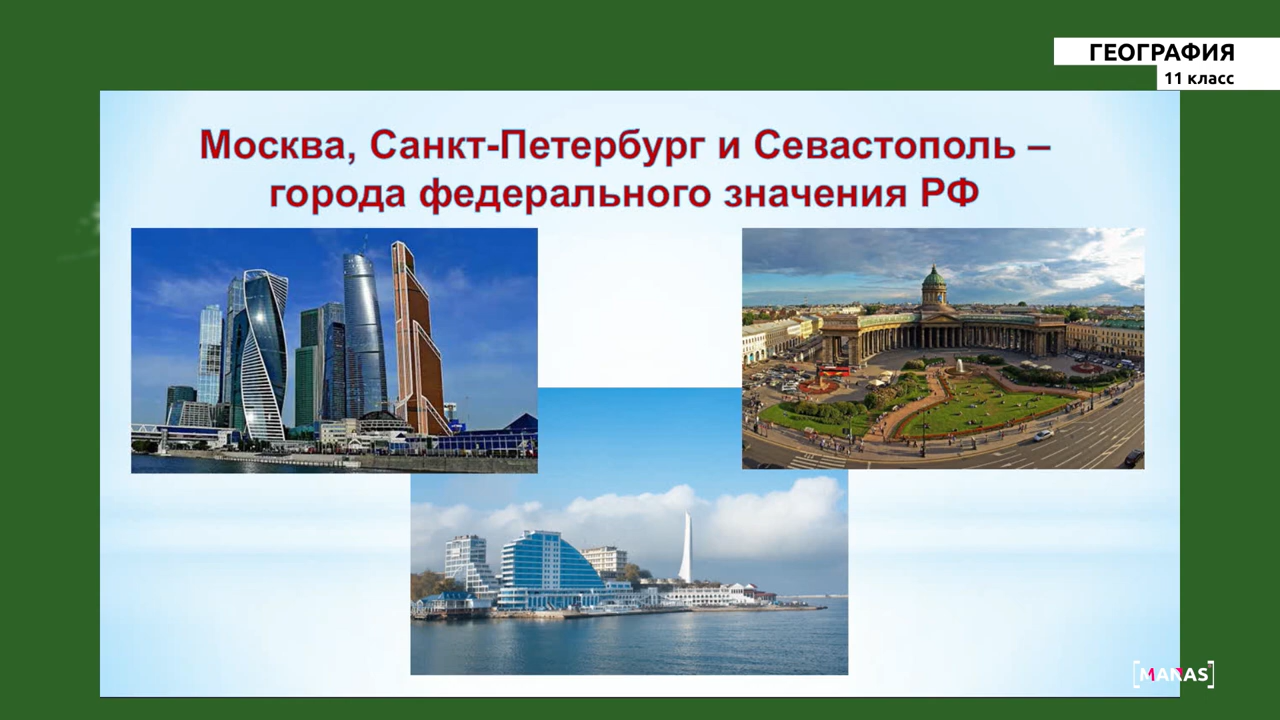 ГЕОГРАФИЯ
11 класс
Москва, Санкт-Петербург и Севастополь –
города федерального значения РФ
[MANAS]